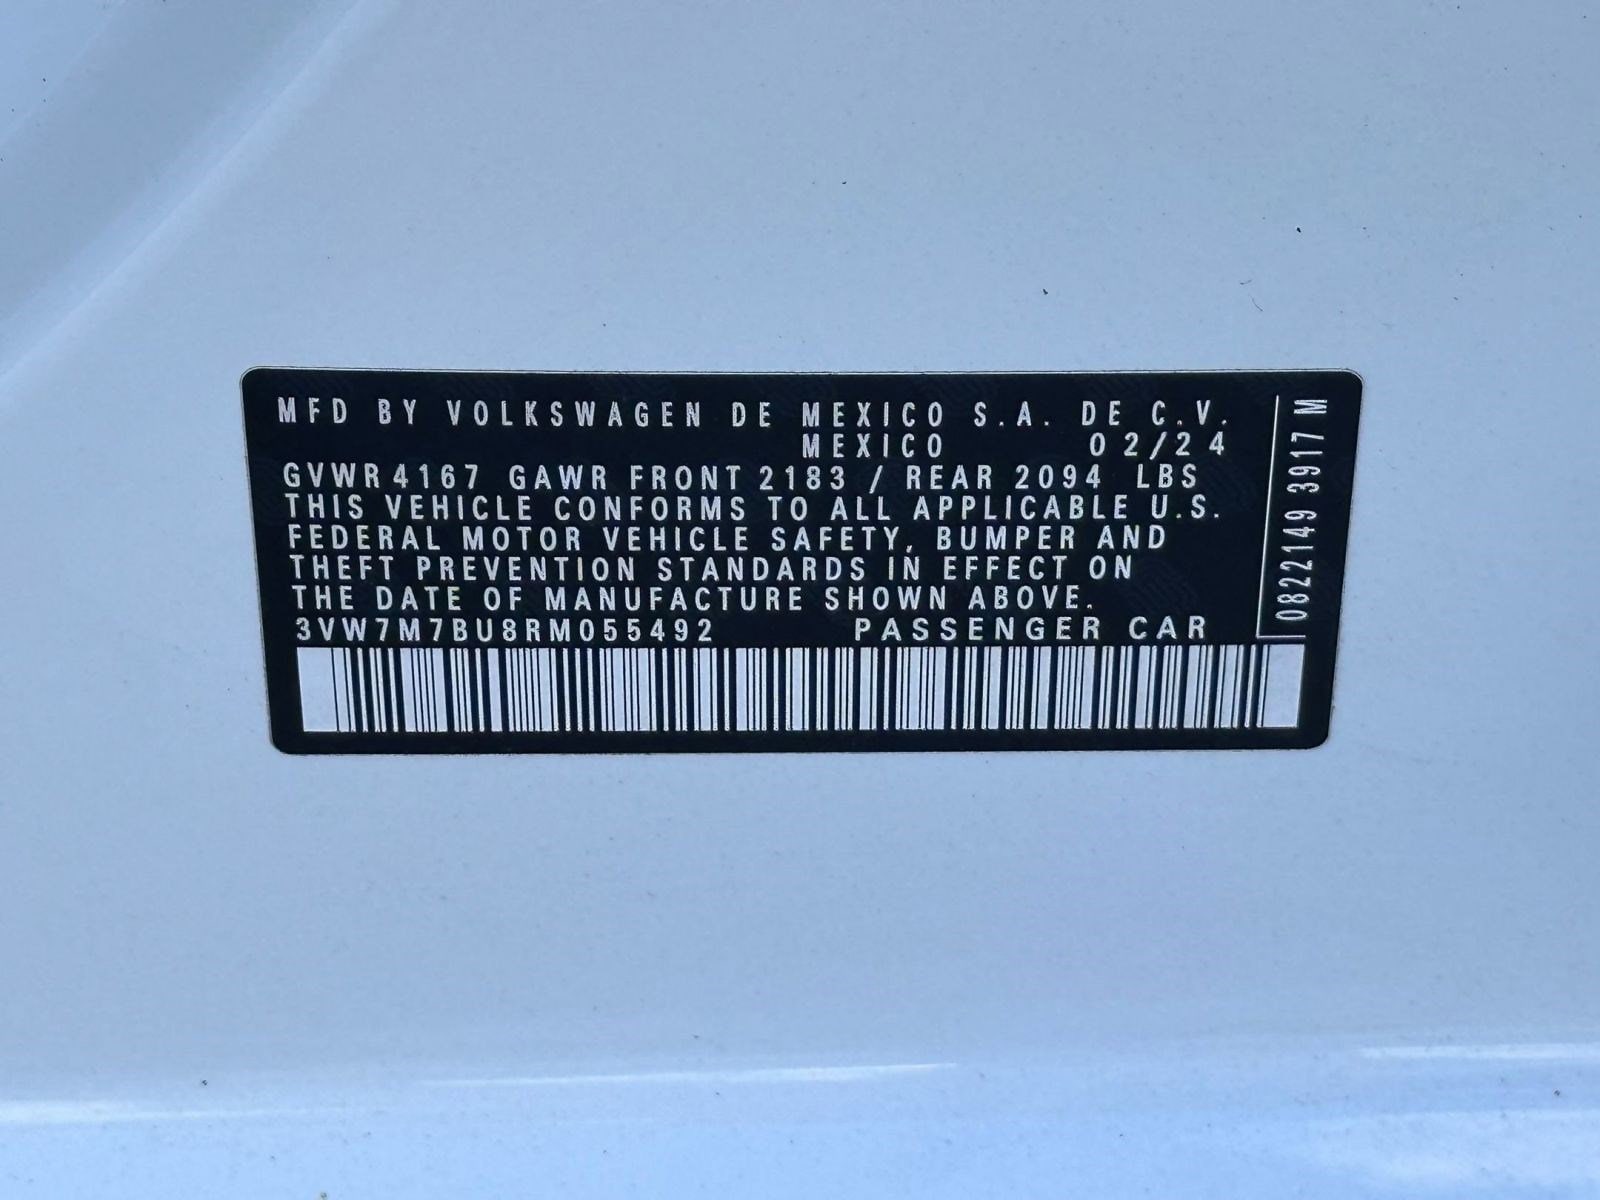 MFD BY VOLKSWAGEN DE MEXICO S.A. DE C.V.
MEXICO 02/24
GVWR 4167 GAWR FRONT 2183 / REAR 2094 LBS
THIS VEHICLE CONFORMS TO ALL APPLICABLE U.S.
FEDERAL MOTOR VEHICLE SAFETY, BUMPER AND
THEFT PREVENTION STANDARDS IN EFFECT ON
THE DATE OF MANUFACTURE SHOWN ABOVE.
3VW7M7BU8RM055492 PASSENGER CAR
0822149 3917 M